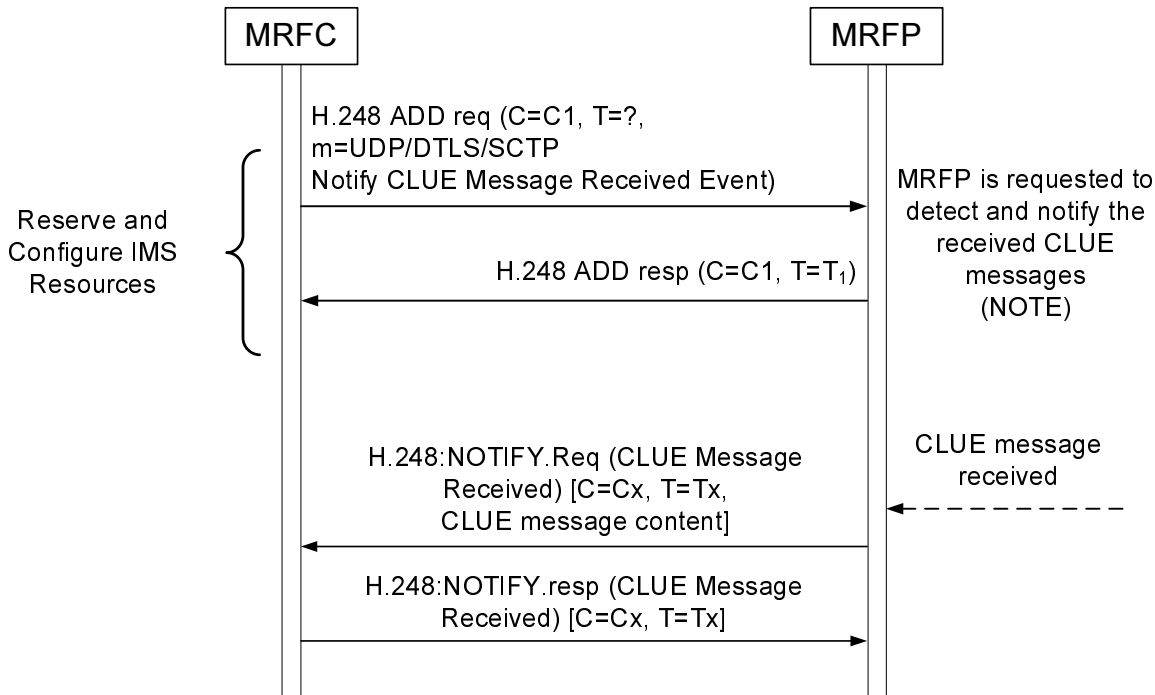 MRFC
MRFP
H.248 ADD req (C=C1, T=?,
m=UDP/DTLS/SCTP
Notify CLUE Message Received Event)
Reserve and
Configure IMS
Resources
MRFP is requested to
detect and notify the
received CLUE
messages
(NOTE)
H.248 ADD resp (C=C1, T=T₁)
CLUE message
received
H.248:NOTIFY.Req (CLUE Message
Received) [C=Cx, T=Tx,
CLUE message content]
H.248:NOTIFY.resp (CLUE Message
Received) [C=Cx, T=Tx]